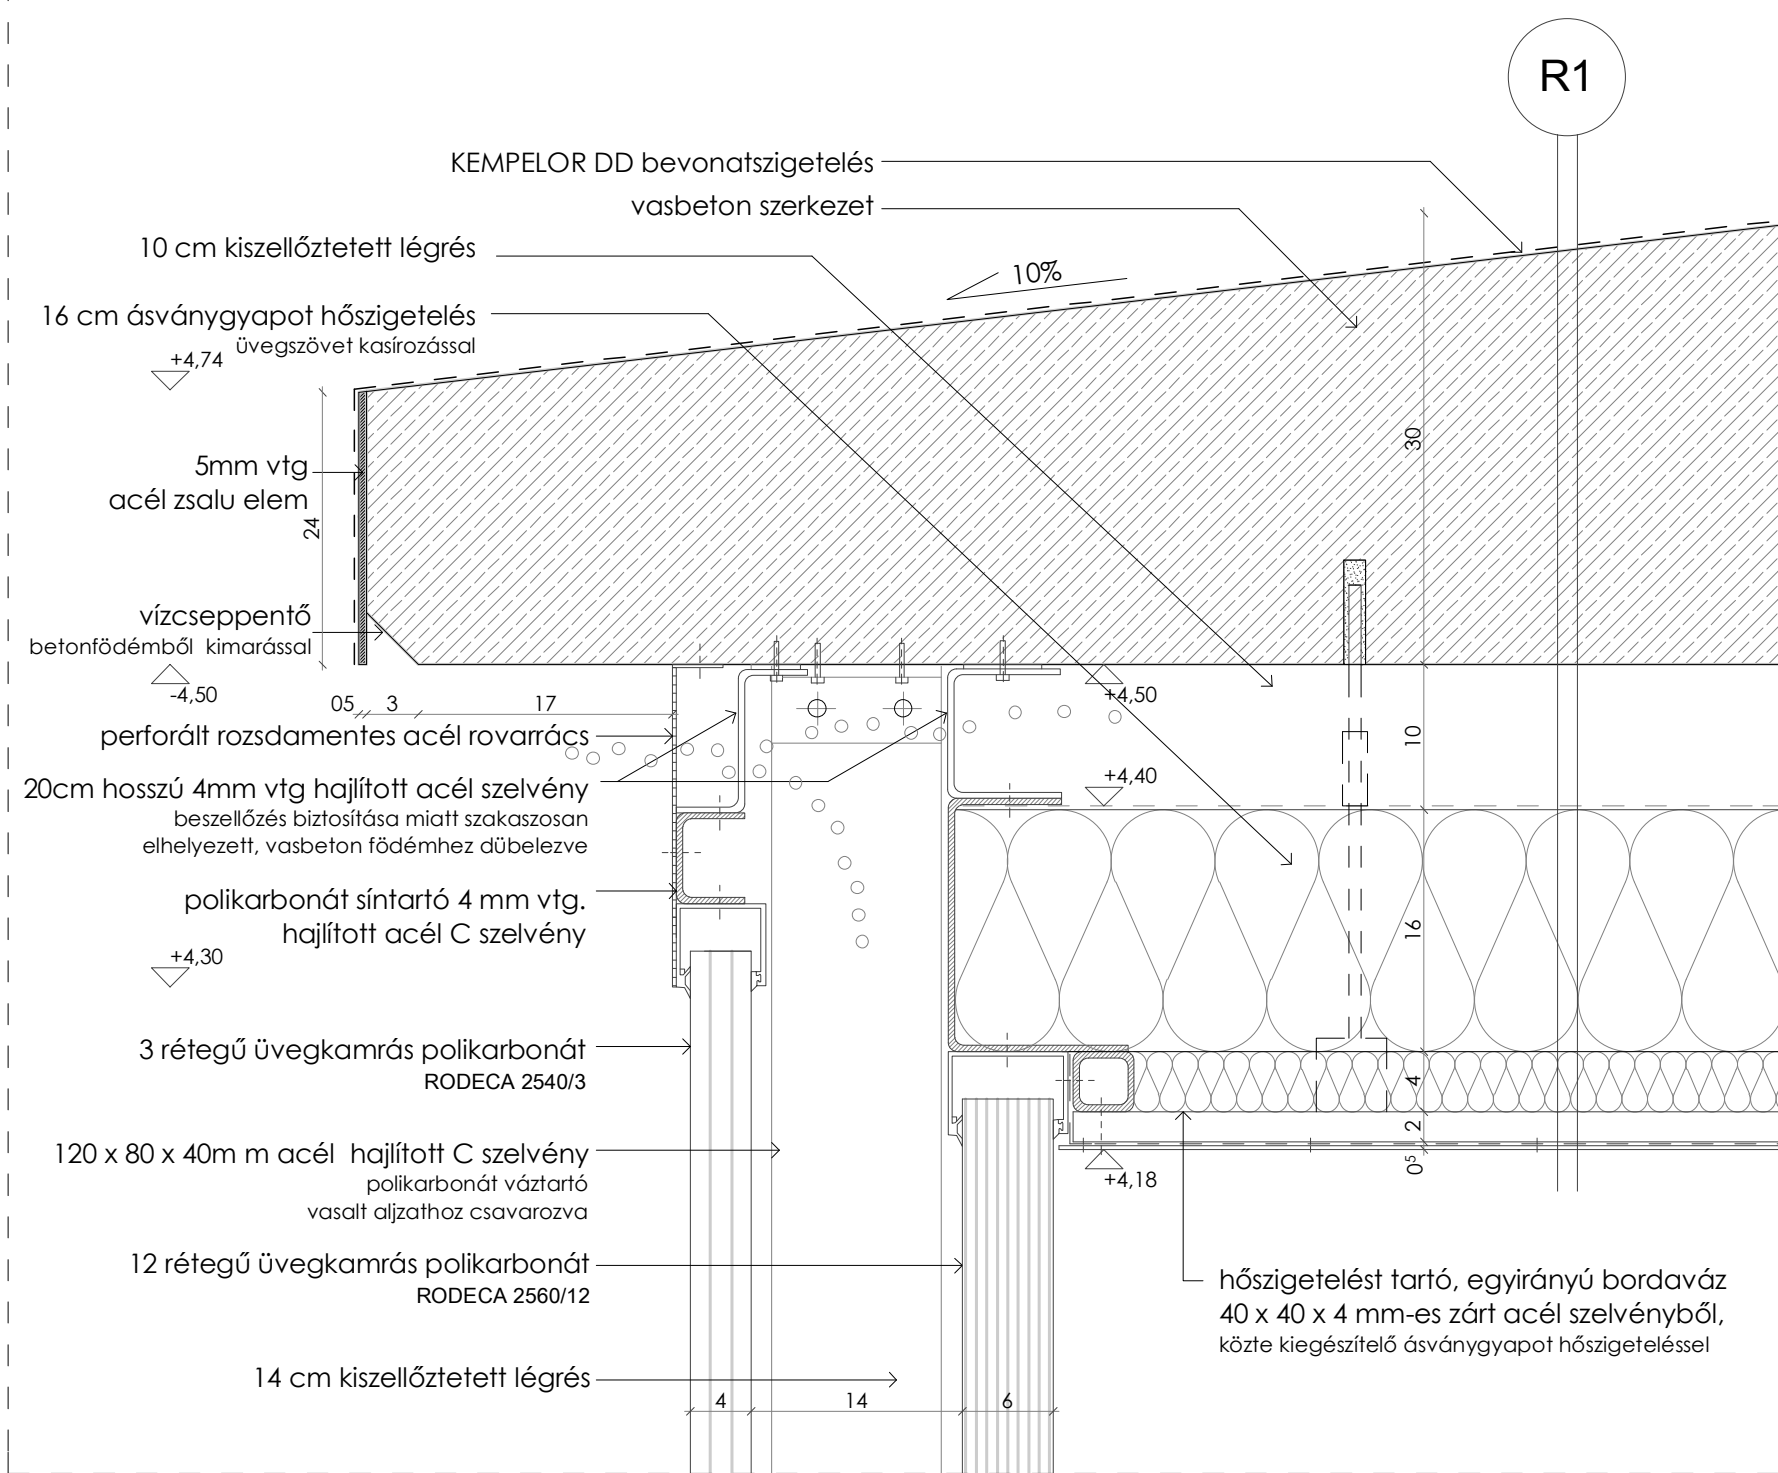 R1
KEMPELOR DD bevonatszigetelés
vasbeton szerkezet
10 cm kiszellőztetett légrés
10%
16 cm ásványgyapot hőszigetelés
üvegszövet kasírozással
+4,74
30
5mm vtg
acél zsalu elem
24
vízcseppentő
betonfödémből kimarással
-4,50
+4,50
05
3
17
perforált rozsdamentes acél rovarrács
10
+4,40
20cm hosszú 4mm vtg hajlított acél szelvény
beszellőzés biztosítása miatt szakaszosan
elhelyezett, vasbeton födémhez dübelezve
polikarbonát síntartó 4 mm vtg.
hajlított acél C szelvény
16
+4,30
3 rétegű üvegkamrás polikarbonát
RODECA 2540/3
4
2
0⁵
120 x 80 x 40m m acél hajlított C szelvény
polikarbonát váztartó
vasalt aljzathoz csavarozva
+4,18
12 rétegű üvegkamrás polikarbonát
RODECA 2560/12
hőszigetelést tartó, egyirányú bordaváz
40 x 40 x 4 mm-es zárt acél szelvényből,
közte kiegészítelő ásványgyapot hőszigeteléssel
14 cm kiszellőztetett légrés
4
14
6